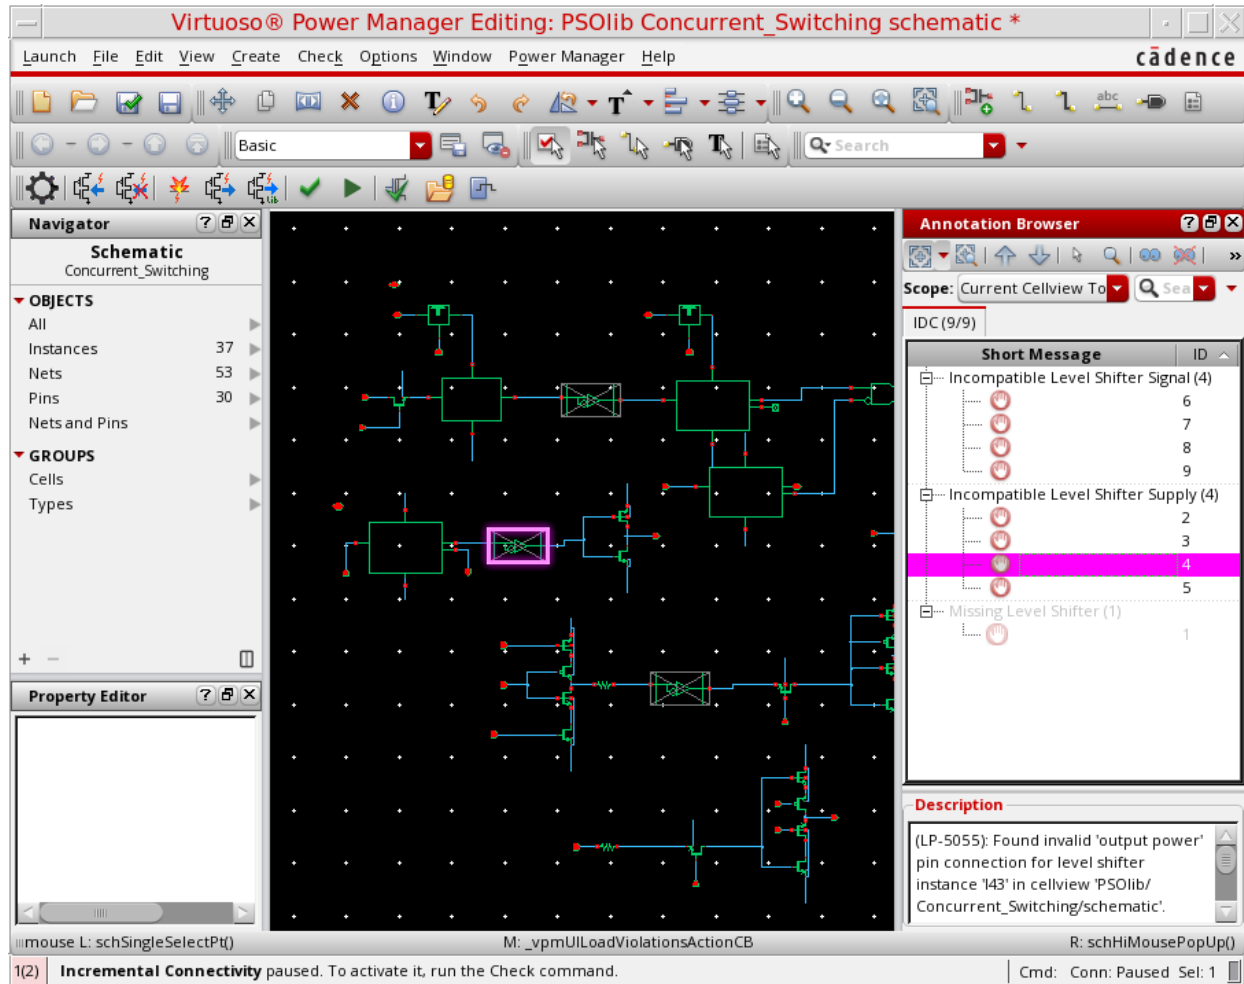 Virtuoso® Power Manager Editing: PSOlib Concurrent_Switching schematic *
Launch File Edit View Create Check Options Window Power Manager Help
cādence
abc
Basic
Search
Lib
Navigator
Schematic
Concurrent_Switching
OBJECTS
All
Instances 37
Nets 53
Pins 30
Nets and Pins
GROUPS
Cells
Types
Property Editor
Annotation Browser
Scope: Current Cellview To
Sea
IDC (9/9)
Short Message ID
Incompatible Level Shifter Signal (4)
6
7
8
9
Incompatible Level Shifter Supply (4)
2
3
4
5
Missing Level Shifter (1)
1
Description
(LP-5055): Found invalid 'output power'
pin connection for level shifter
instance 'I43' in cellview 'PSOlib/
Concurrent_Switching/schematic'.
mouse L: schSingleSelectPt() M: _vpmUILoadViolationsActionCB R: schHiMousePopUp()
1(2) Incremental Connectivity paused. To activate it, run the Check command. Cmd: Conn: Paused Sel: 1